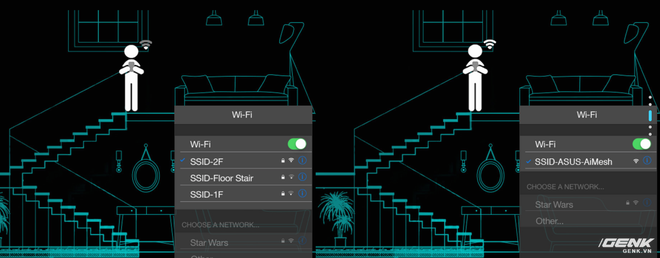 Wi-Fi
Wi-Fi
SSID-2F
SSID-Floor Stair
SSID-1F
CHOOSE A NETWORK...
Star Wars
Wi-Fi
Wi-Fi
SSID-ASUS-AiMesh
CHOOSE A NETWORK...
Star Wars
Other...
/GENK
GENK.VN